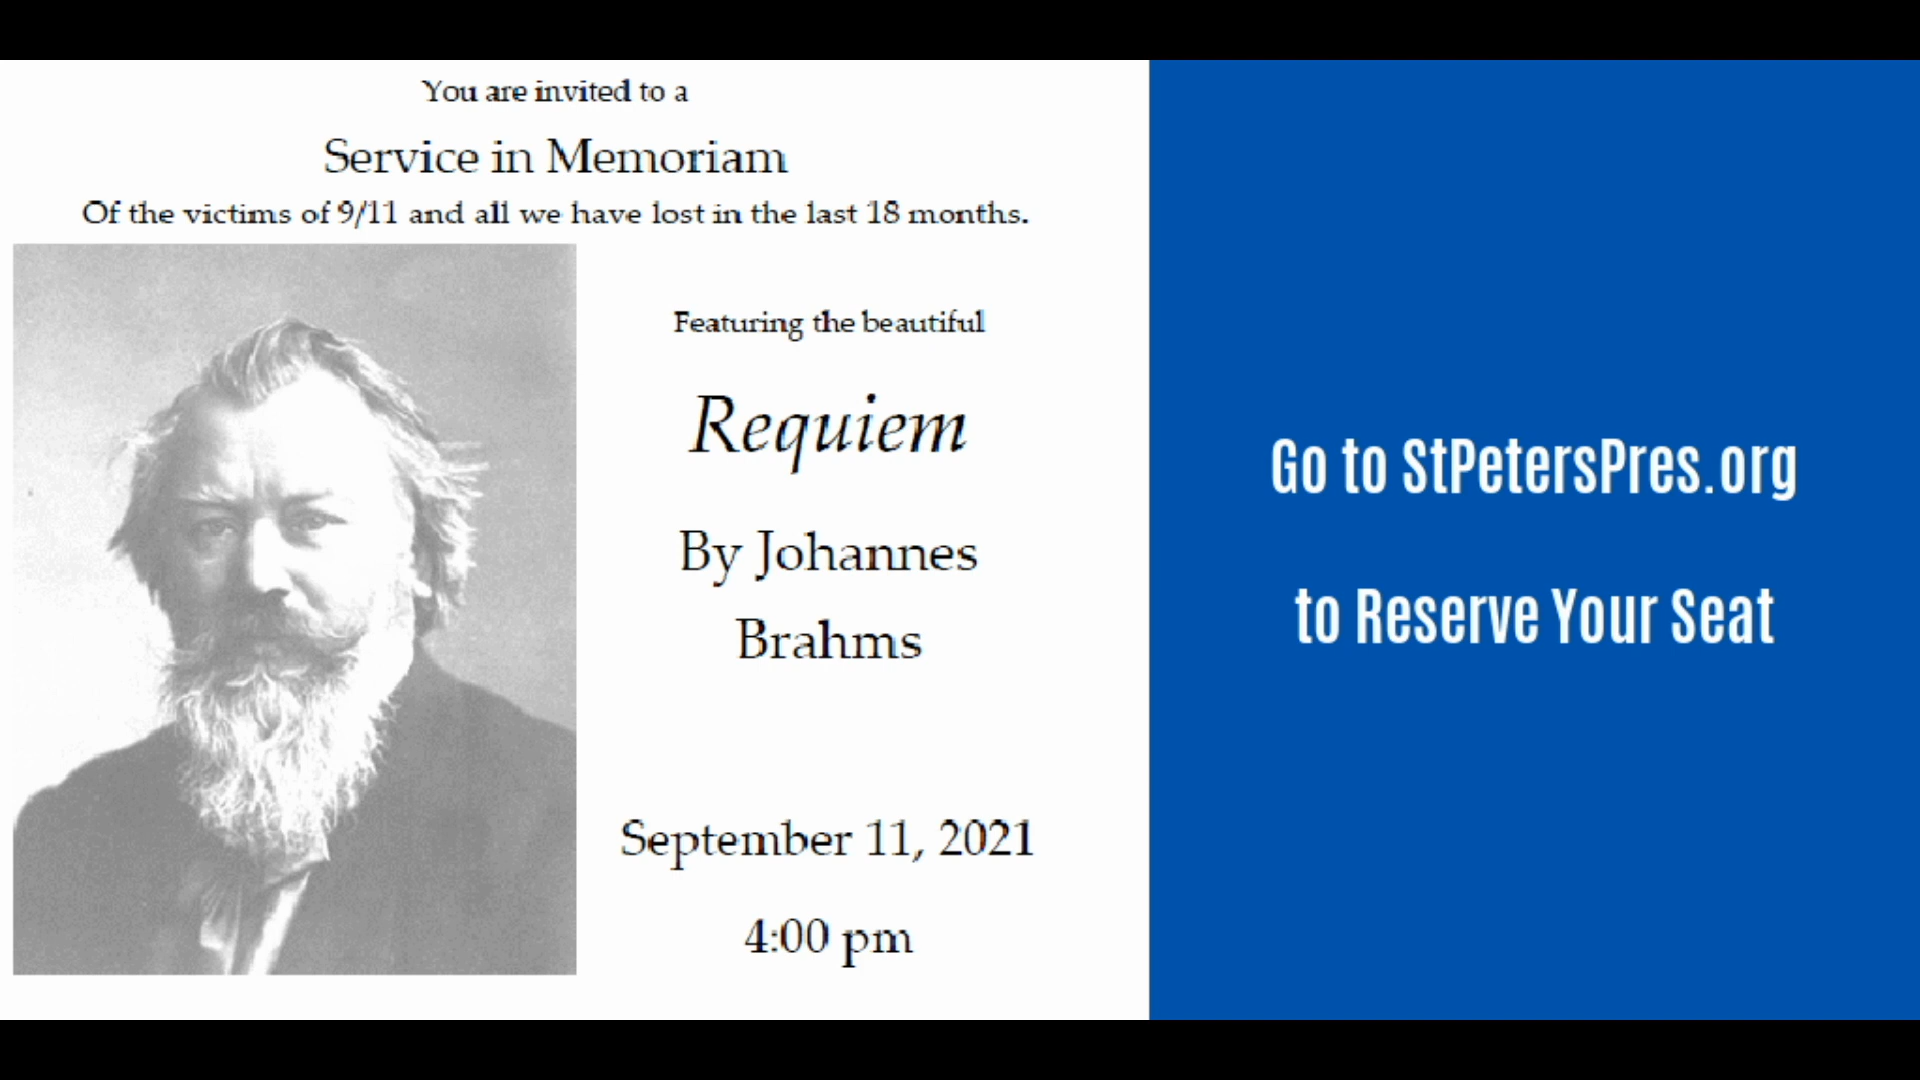 You are invited to a
Service in Memoriam
Of the victims of 9/11 and all we have lost in the last 18 months.
Featuring the beautiful
Requiem
By Johannes
Brahms
September 11, 2021
4:00 pm
Go to StPetersPres.org
to Reserve Your Seat